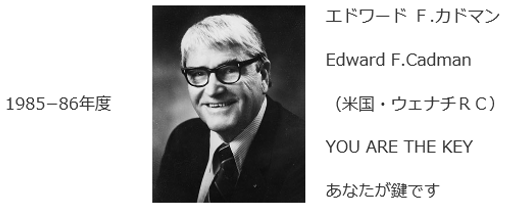 1985−86年度
エドワード Ｆ.カドマン
Edward F.Cadman
（米国・ウェナチＲＣ）
YOU ARE THE KEY
あなたが鍵です